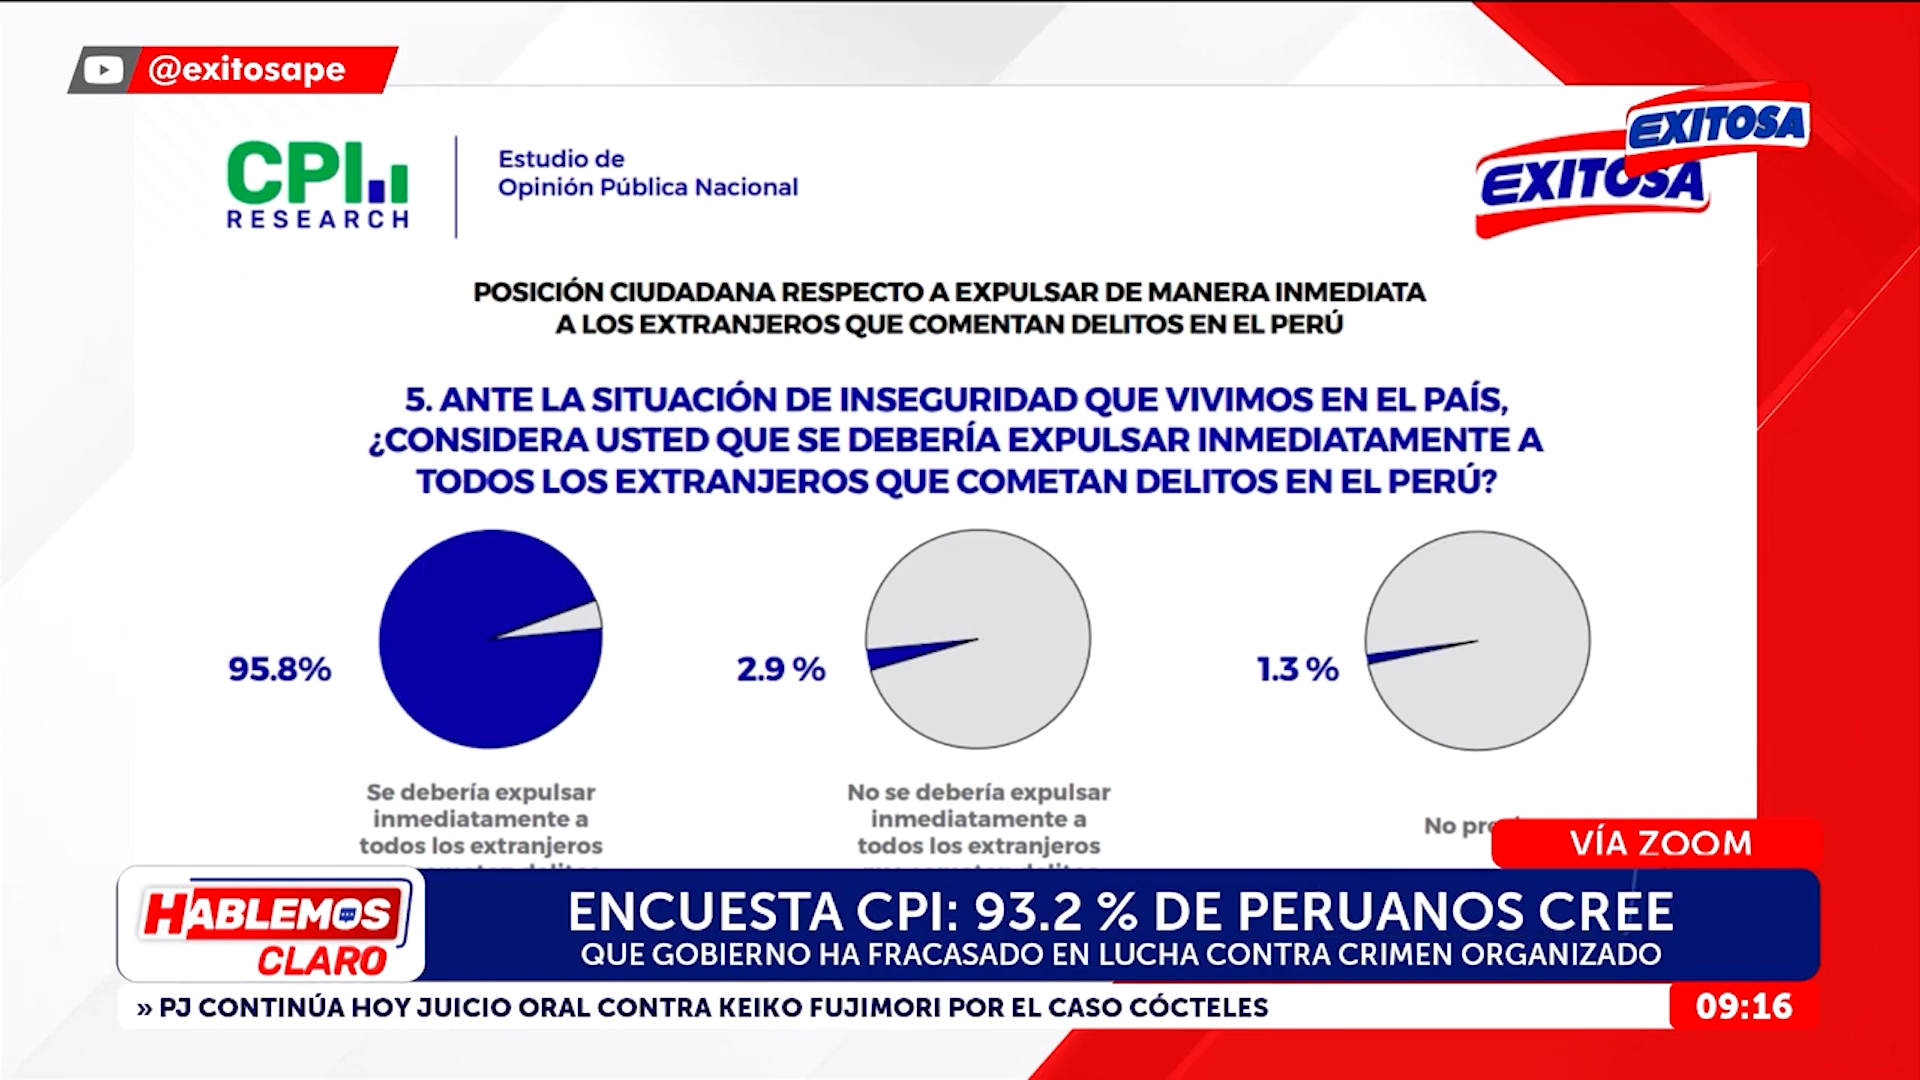 @exitosape
EXITOSA
EXITOSA
CPI
RESEARCH
Estudio de
Opinión Pública Nacional
POSICIÓN CIUDADANA RESPECTO A EXPULSAR DE MANERA INMEDIATA
A LOS EXTRANJEROS QUE COMENTAN DELITOS EN EL PERÚ
5. ANTE LA SITUACIÓN DE INSEGURIDAD QUE VIVIMOS EN EL PAÍS,
¿CONSIDERA USTED QUE SE DEBERÍA EXPULSAR INMEDIATAMENTE A
TODOS LOS EXTRANJEROS QUE COMETAN DELITOS EN EL PERÚ?
95.8%
2.9 %
1.3 %
Se debería expulsar
inmediatamente a
todos los extranjeros
No se debería expulsar
inmediatamente a
todos los extranjeros
No
VÍA ZOOM
HABLEMOS
CLARO
ENCUESTA CPI: 93.2 % DE PERUANOS CREE
QUE GOBIERNO HA FRACASADO EN LUCHA CONTRA CRIMEN ORGANIZADO
» PJ CONTINÚA HOY JUICIO ORAL CONTRA KEIKO FUJIMORI POR EL CASO CÓCTELES
09:16